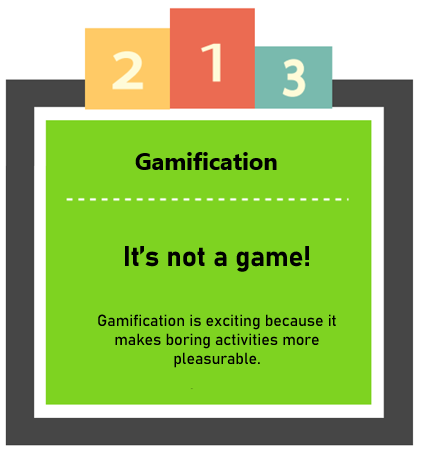 2 1 3
Gamification
It's not a game!
Gamification is exciting because it
makes boring activities more
pleasurable.